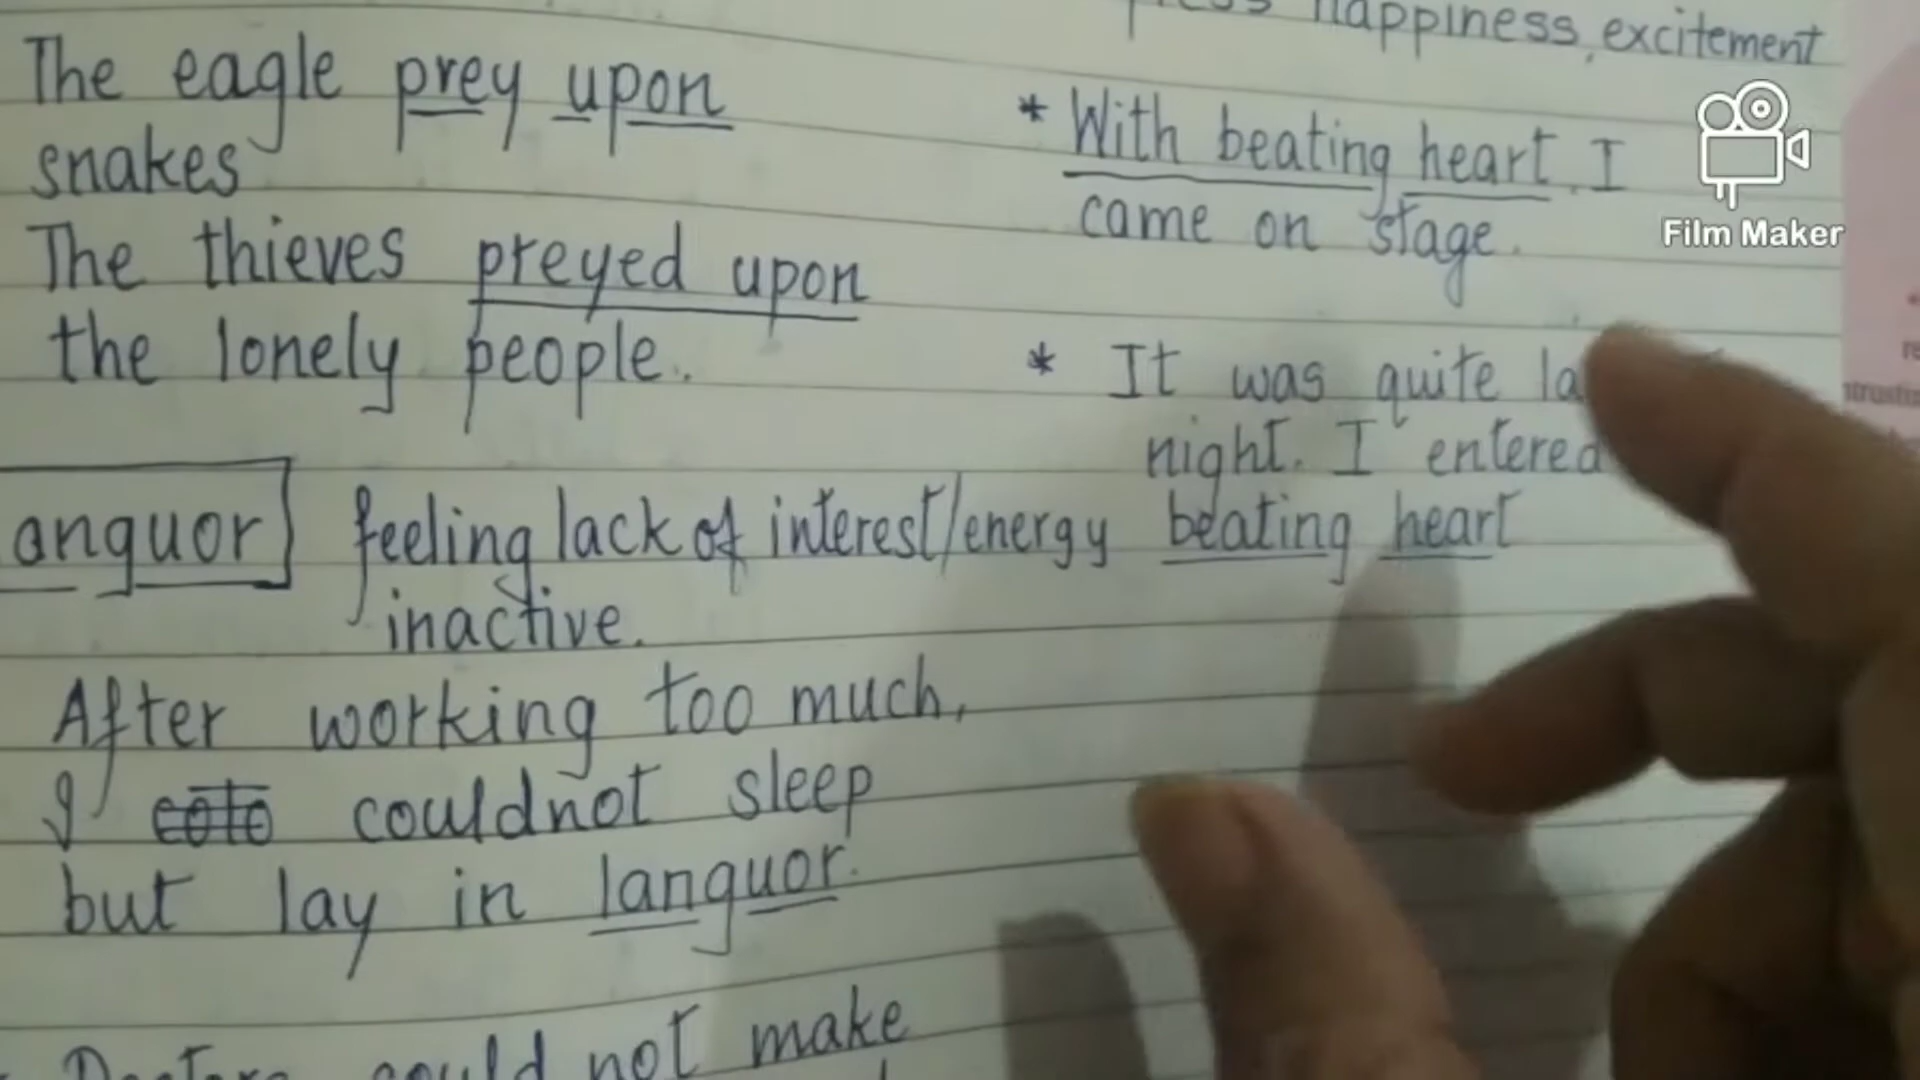 The eagle prey upon
snakes
The thieves preyed upon
the lonely people.
anguor feeling lack of interest/energy
inactive.
After working too much,
I couldnot sleep
but lay in languor.
could not make
happiness, excitement
* With beating heart, I
came on stage.
* It was quite
night. I entered
beating heart
Film Maker